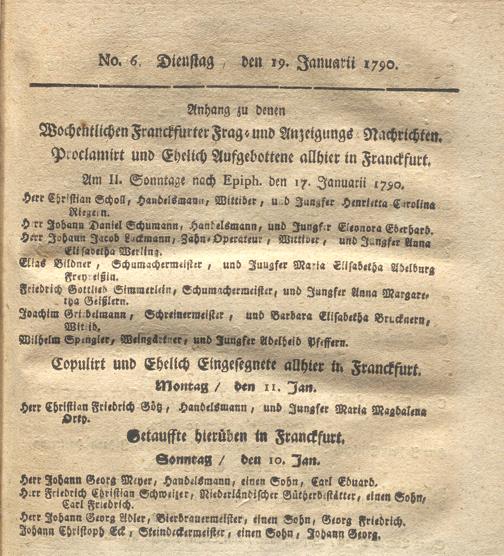 No. 6. Dienstag, den 19. Januarii 1790.
Anhang zu denen
Wochentlichen Franckfurter Frag- und Anzeigungs-Nachrichten.
Proclamirt und Ehelich Aufgebottene allhier in Franckfurt.
Am II. Sonntage nach Epiph. den 17. Januarii 1790.
Herr Christian Scholl, Handelsmann, Wittiber, und Jungfer Henrietta Carolina
Riegein.
Herr Johann Daniel Schumann, Handelsmann, und Jungfer Eleonora Eberhard.
Herr Johann Jacob Lackmann, Zahn-Operateur, Wittiber, und Jungfer Anna
Elisabetha Werling.
Elias Bildner, Schumachermeister, und Jungfer Maria Elisabetha Adelburg
Freyeißin.
Friedrich Gottlieb Simmerlein, Schumachermeister, und Jungfer Anna Margare-
tha Geißlern.
Joachim Griebelmann, Schreinermeister, und Barbara Elisabetha Brucknern,
Wittib.
Wilhelm Spengler, Weingärtner, und Jungfer Adelheid Pfeffern.
Copulirt und Ehelich Eingesegnete allhier in Franckfurt.
Montag / den 11. Jan.
Herr Christian Friedrich Götz, Handelsmann, und Jungfer Maria Magdalena
Orty.
Getauffte hierüben in Franckfurt.
Sonntag / den 10. Jan.
Herr Johann Georg Meyer, Handelsmann, einen Sohn, Carl Eduard.
Herr Friedrich Christian Schweizer, Niederländischer Gütherbestätter, einen Sohn,
Carl Friedrich.
Herr Johann Georg Adler, Bierbrauermeister, einen Sohn, Georg Friedrich.
Johann Christoph Eck, Steindeckermeister, einen Sohn, Johann Georg.